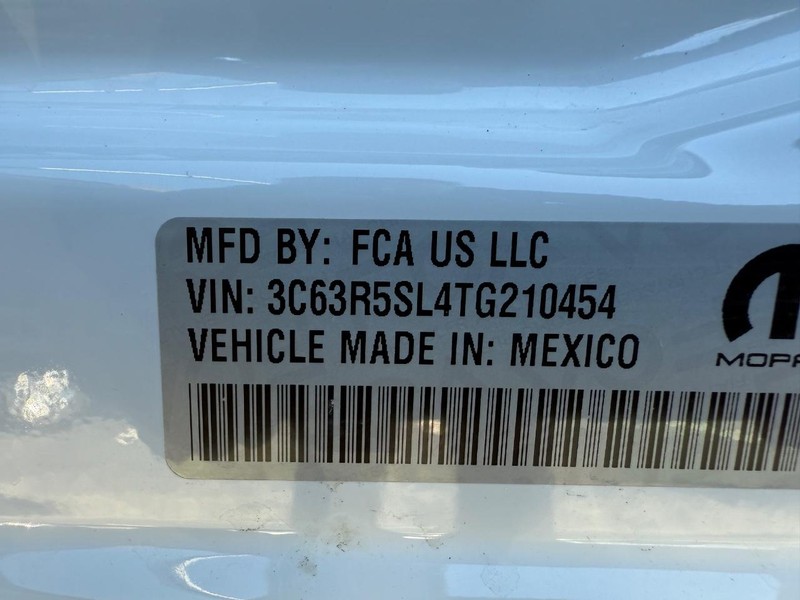 MFD BY: FCA US LLC
VIN: 3C63R5SL4TG210454
VEHICLE MADE IN: MEXICO